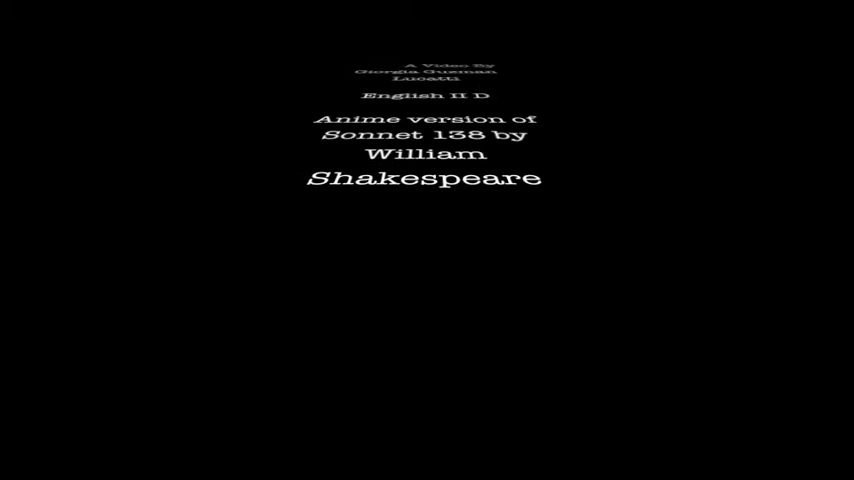 A Video By
Giorgia Guzman
Lucatti
English II D
Anime version of
Sonnet 138 by
William
Shakespeare